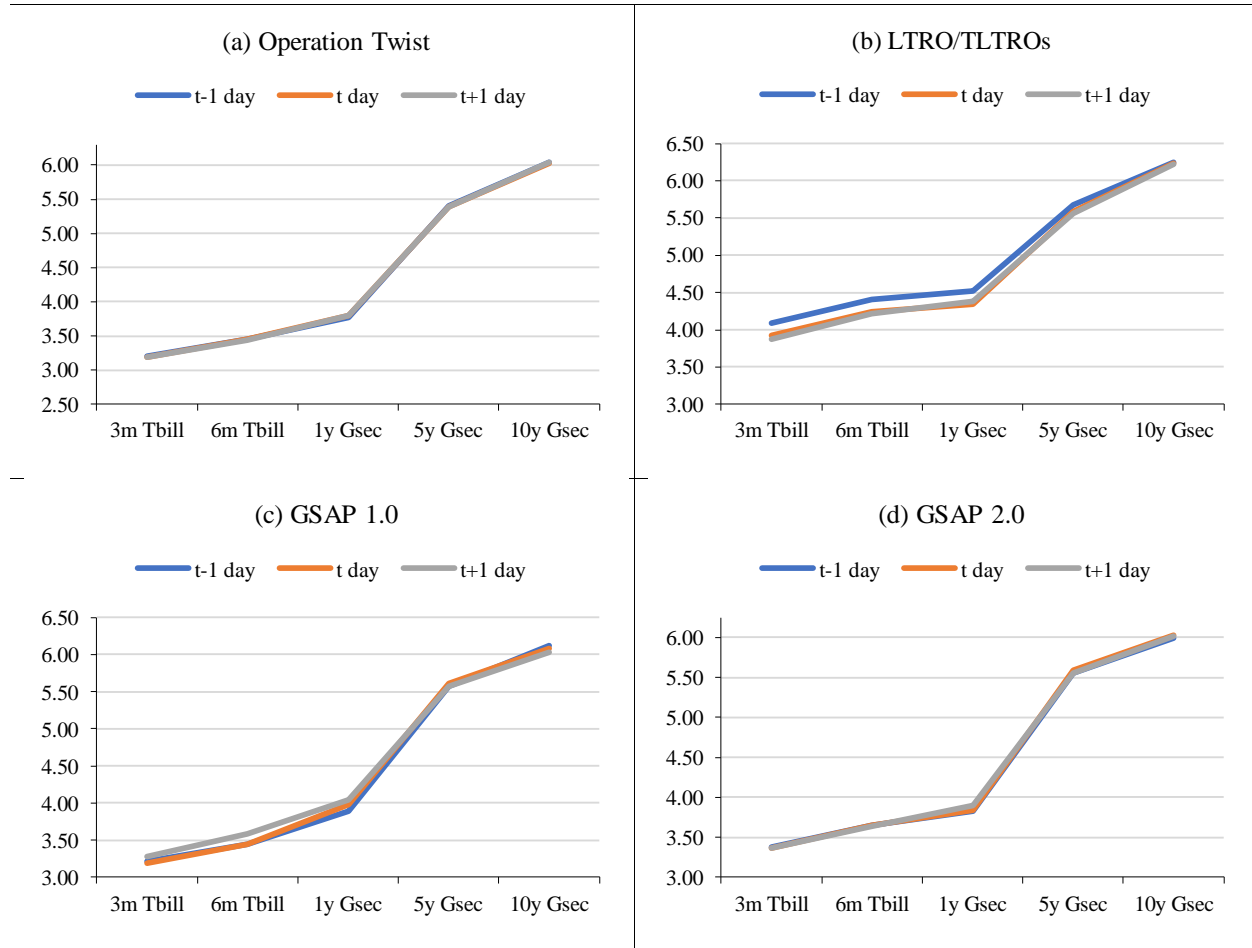 (a) Operation Twist
t-1 day t day t+1 day
6.00
5.50
5.00
4.50
4.00
3.50
3.00
2.50
3m Tbill 6m Tbill 1y Gsec 5y Gsec 10y Gsec
(b) LTRO/TLTROs
t-1 day t day t+1 day
6.50
6.00
5.50
5.00
4.50
4.00
3.50
3.00
3m Tbill 6m Tbill 1y Gsec 5y Gsec 10y Gsec
(c) GSAP 1.0
t-1 day t day t+1 day
6.50
6.00
5.50
5.00
4.50
4.00
3.50
3.00
3m Tbill 6m Tbill 1y Gsec 5y Gsec 10y Gsec
(d) GSAP 2.0
t-1 day t day t+1 day
6.00
5.50
5.00
4.50
4.00
3.50
3.00
3m Tbill 6m Tbill 1y Gsec 5y Gsec 10y Gsec